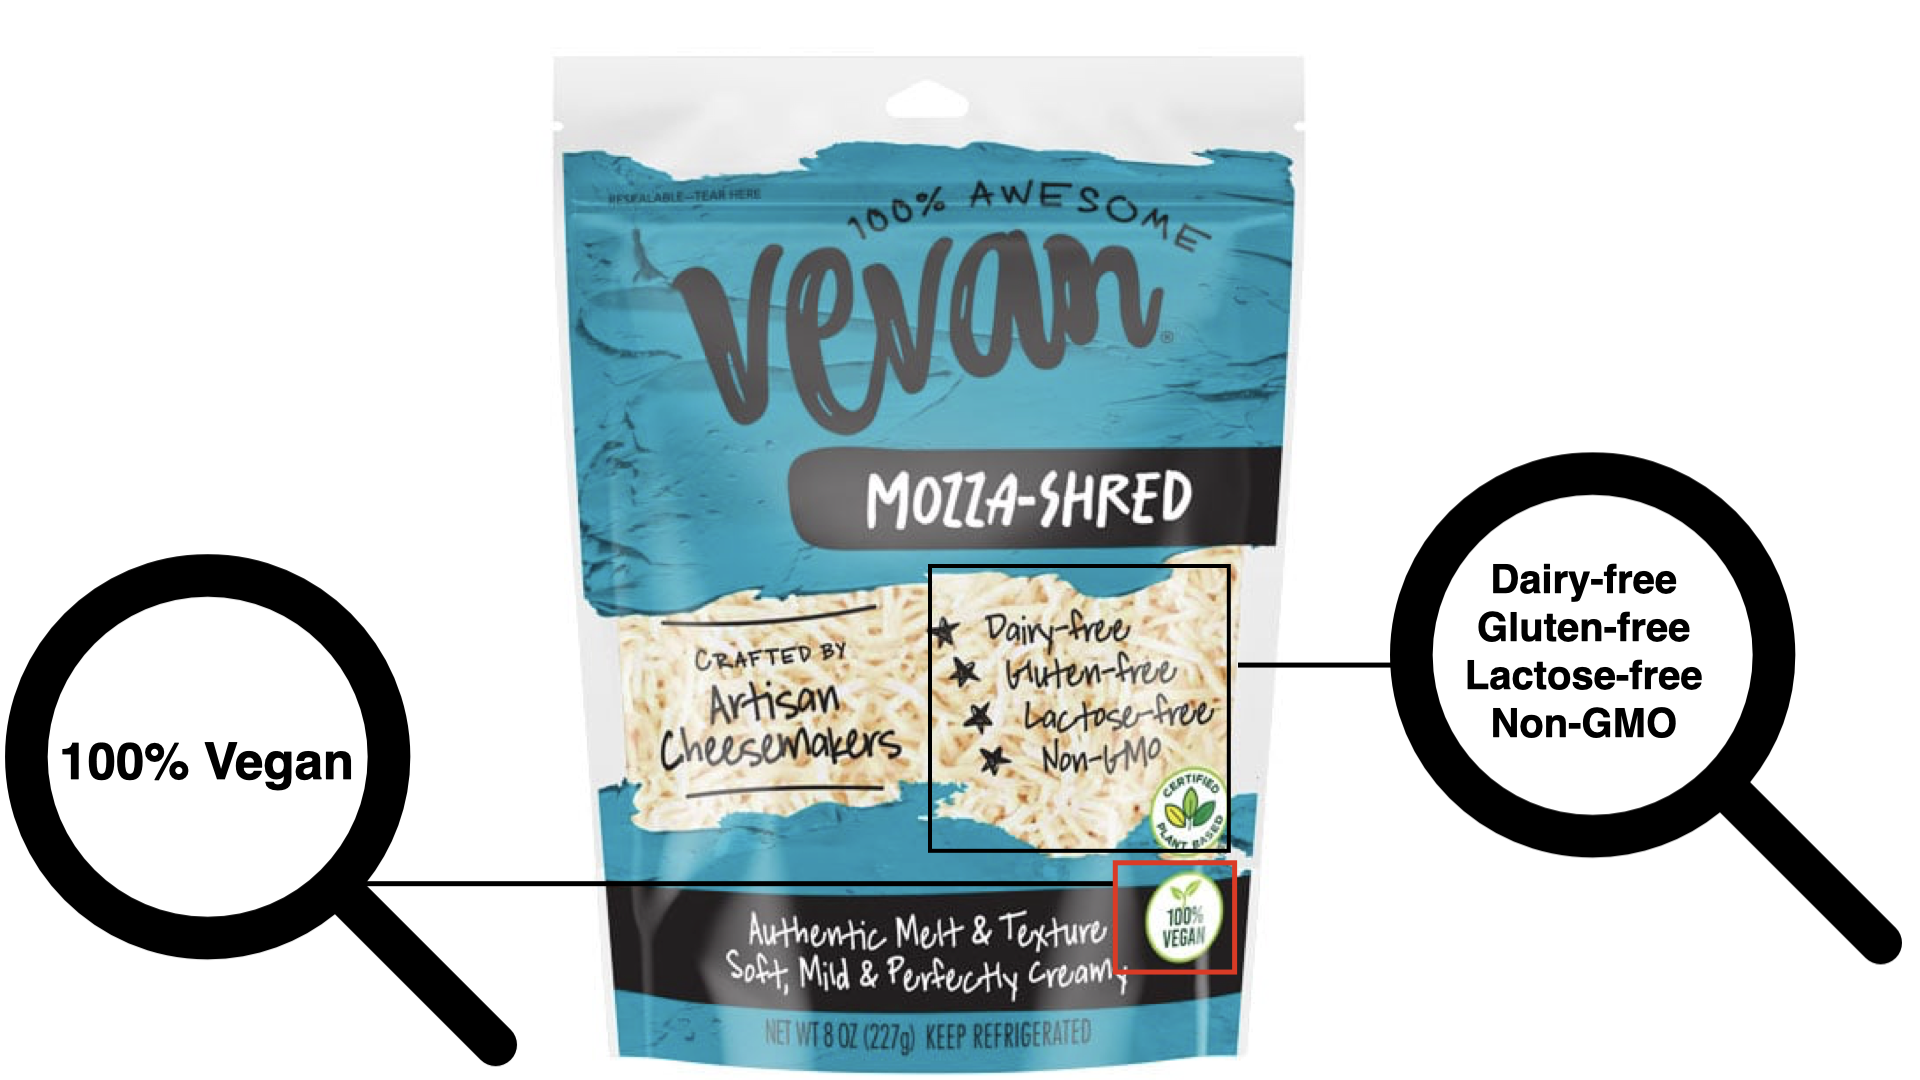 RESEALABLE—TEAR HERE
100% AWESOME
vevan®
MOZZA-SHRED
CRAFTED BY
Artisan
Cheesemakers
Dairy-free
Gluten-free
Lactose-free
Non-GMO
CERTIFIED
PLANT BASED
100%
VEGAN
Authentic Melt & Texture
Soft, Mild & Perfectly Creamy
NET WT 8 OZ (227g) KEEP REFRIGERATED
100% Vegan
Dairy-free
Gluten-free
Lactose-free
Non-GMO